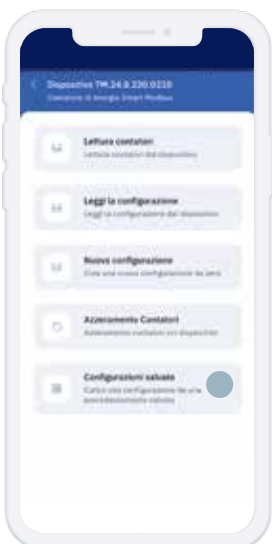 Dispositivo 7M.24.8.230.0210
Contatore di energia Smart Modbus
Lettura contatori
Lettura contatori dal dispositivo
Leggi la configurazione
Leggi la configurazione dal dispositivo
Nuova configurazione
Crea una nuova configurazione da zero
Azzeramento Contatori
Azzeramento contatori sul dispositivo
Configurazioni salvate
Carica una configurazione da una
precedentemente salvata